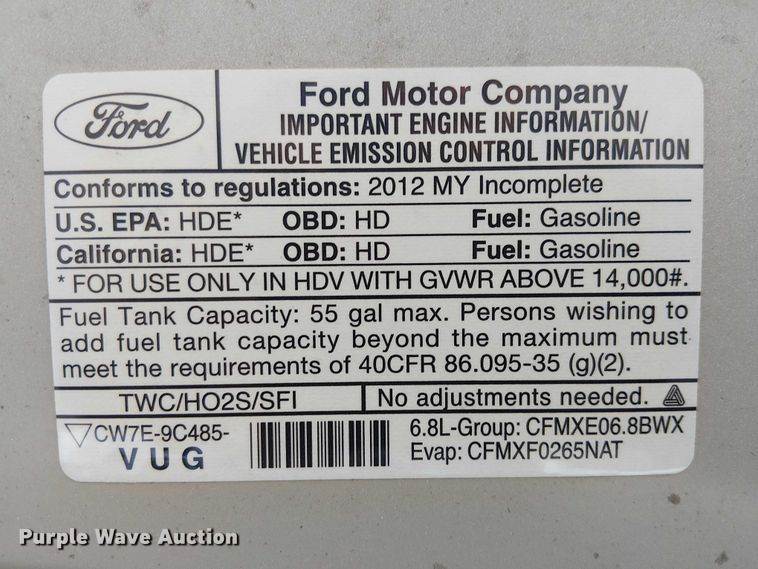 Ford
Ford Motor Company
IMPORTANT ENGINE INFORMATION/
VEHICLE EMISSION CONTROL INFORMATION
Conforms to regulations: 2012 MY Incomplete
U.S. EPA: HDE* OBD: HD Fuel: Gasoline
California: HDE* OBD: HD Fuel: Gasoline
* FOR USE ONLY IN HDV WITH GVWR ABOVE 14,000#.
Fuel Tank Capacity: 55 gal max. Persons wishing to
add fuel tank capacity beyond the maximum must
meet the requirements of 40CFR 86.095-35 (g)(2).
TWC/HO2S/SFI No adjustments needed.
CW7E-9C485-
VUG
6.8L-Group: CFMXE06.8BWX
Evap: CFMXF0265NAT
Purple Wave Auction